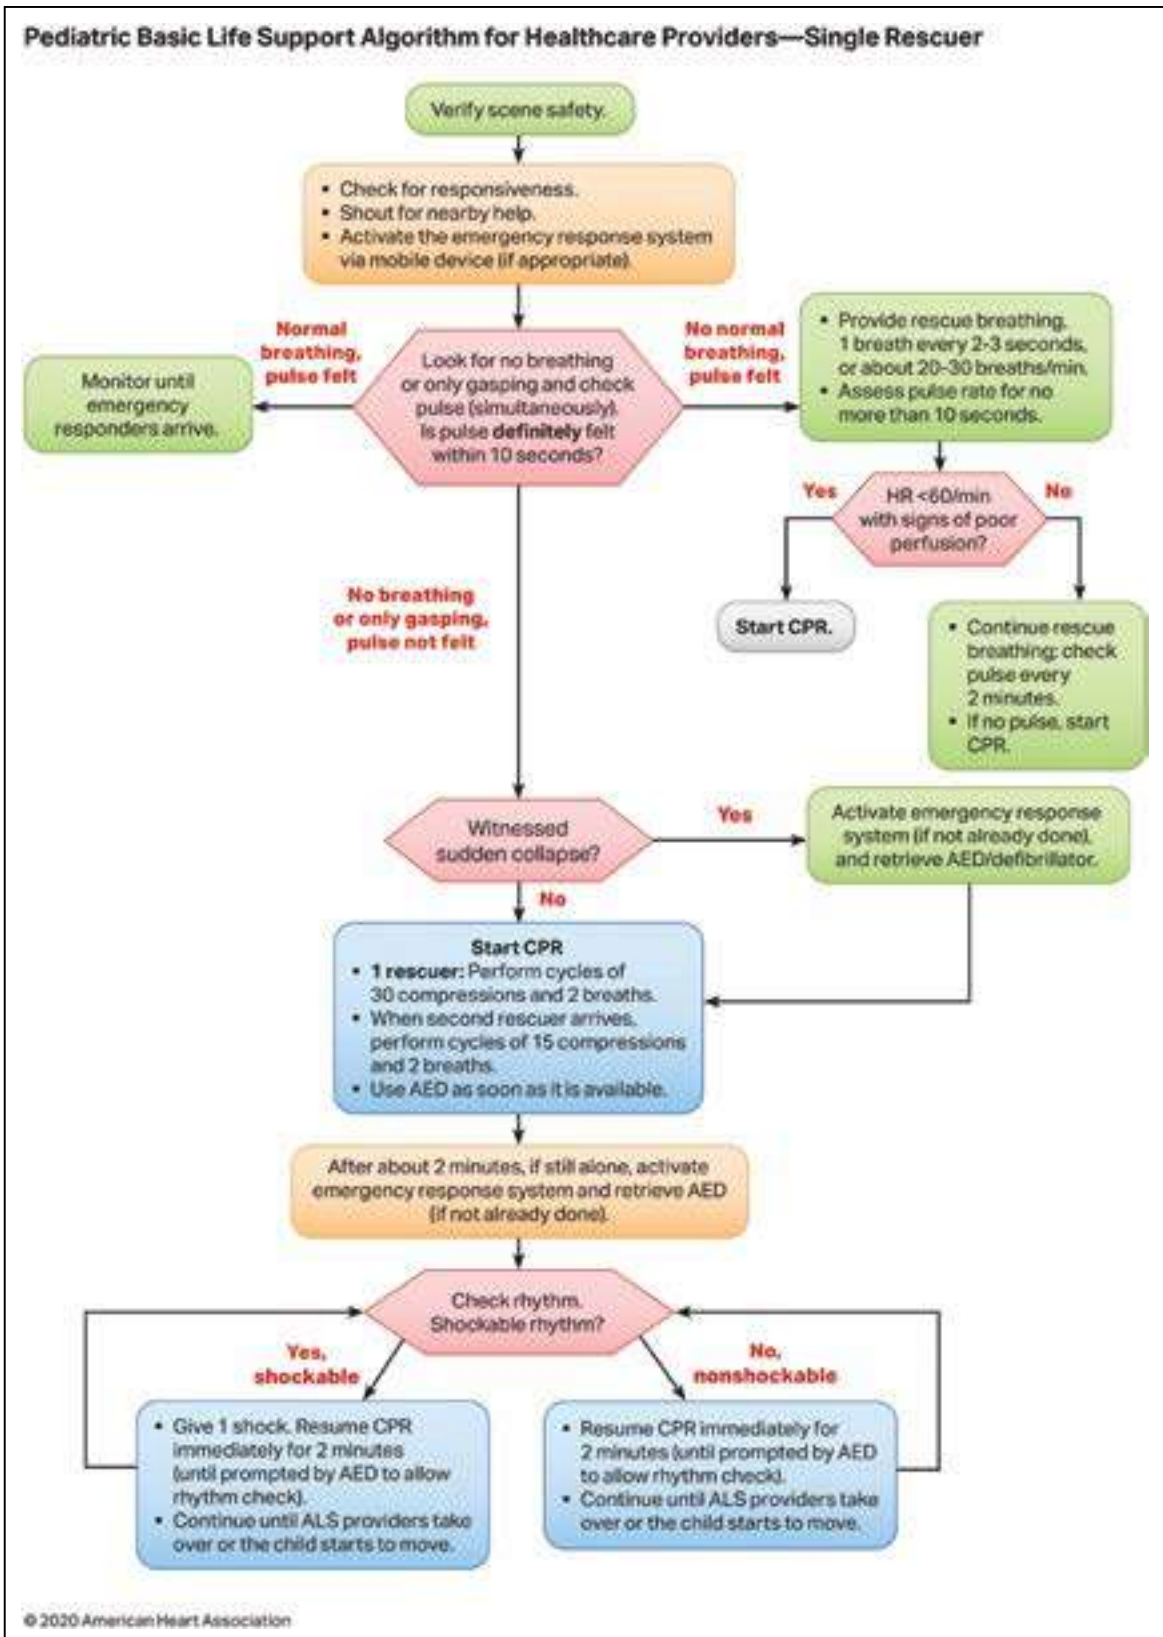 Pediatric Basic Life Support Algorithm for Healthcare Providers—Single Rescuer
Verify scene safety.
• Check for responsiveness.
• Shout for nearby help.
• Activate the emergency response system
via mobile device (if appropriate).
Normal
breathing,
pulse felt
Look for no breathing
or only gasping and check
pulse (simultaneously).
Is pulse definitely felt
within 10 seconds?
No normal
breathing,
pulse felt
Monitor until
emergency
responders arrive.
• Provide rescue breathing,
1 breath every 2-3 seconds,
or about 20-30 breaths/min.
• Assess pulse rate for no
more than 10 seconds.
Yes
HR <60/min
with signs of poor
perfusion?
No
Start CPR.
• Continue rescue
breathing; check
pulse every
2 minutes.
• If no pulse, start
CPR.
No breathing
or only gasping,
pulse not felt
Witnessed
sudden collapse?
Yes
Activate emergency response
system (if not already done),
and retrieve AED/defibrillator.
No
Start CPR
• 1 rescuer: Perform cycles of
30 compressions and 2 breaths.
• When second rescuer arrives,
perform cycles of 15 compressions
and 2 breaths.
• Use AED as soon as it is available.
After about 2 minutes, if still alone, activate
emergency response system and retrieve AED
(if not already done).
Check rhythm.
Shockable rhythm?
Yes,
shockable
No,
nonshockable
• Give 1 shock. Resume CPR
immediately for 2 minutes
(until prompted by AED to allow
rhythm check).
• Continue until ALS providers take
over or the child starts to move.
• Resume CPR immediately for
2 minutes (until prompted by AED
to allow rhythm check).
• Continue until ALS providers take
over or the child starts to move.
© 2020 American Heart Association